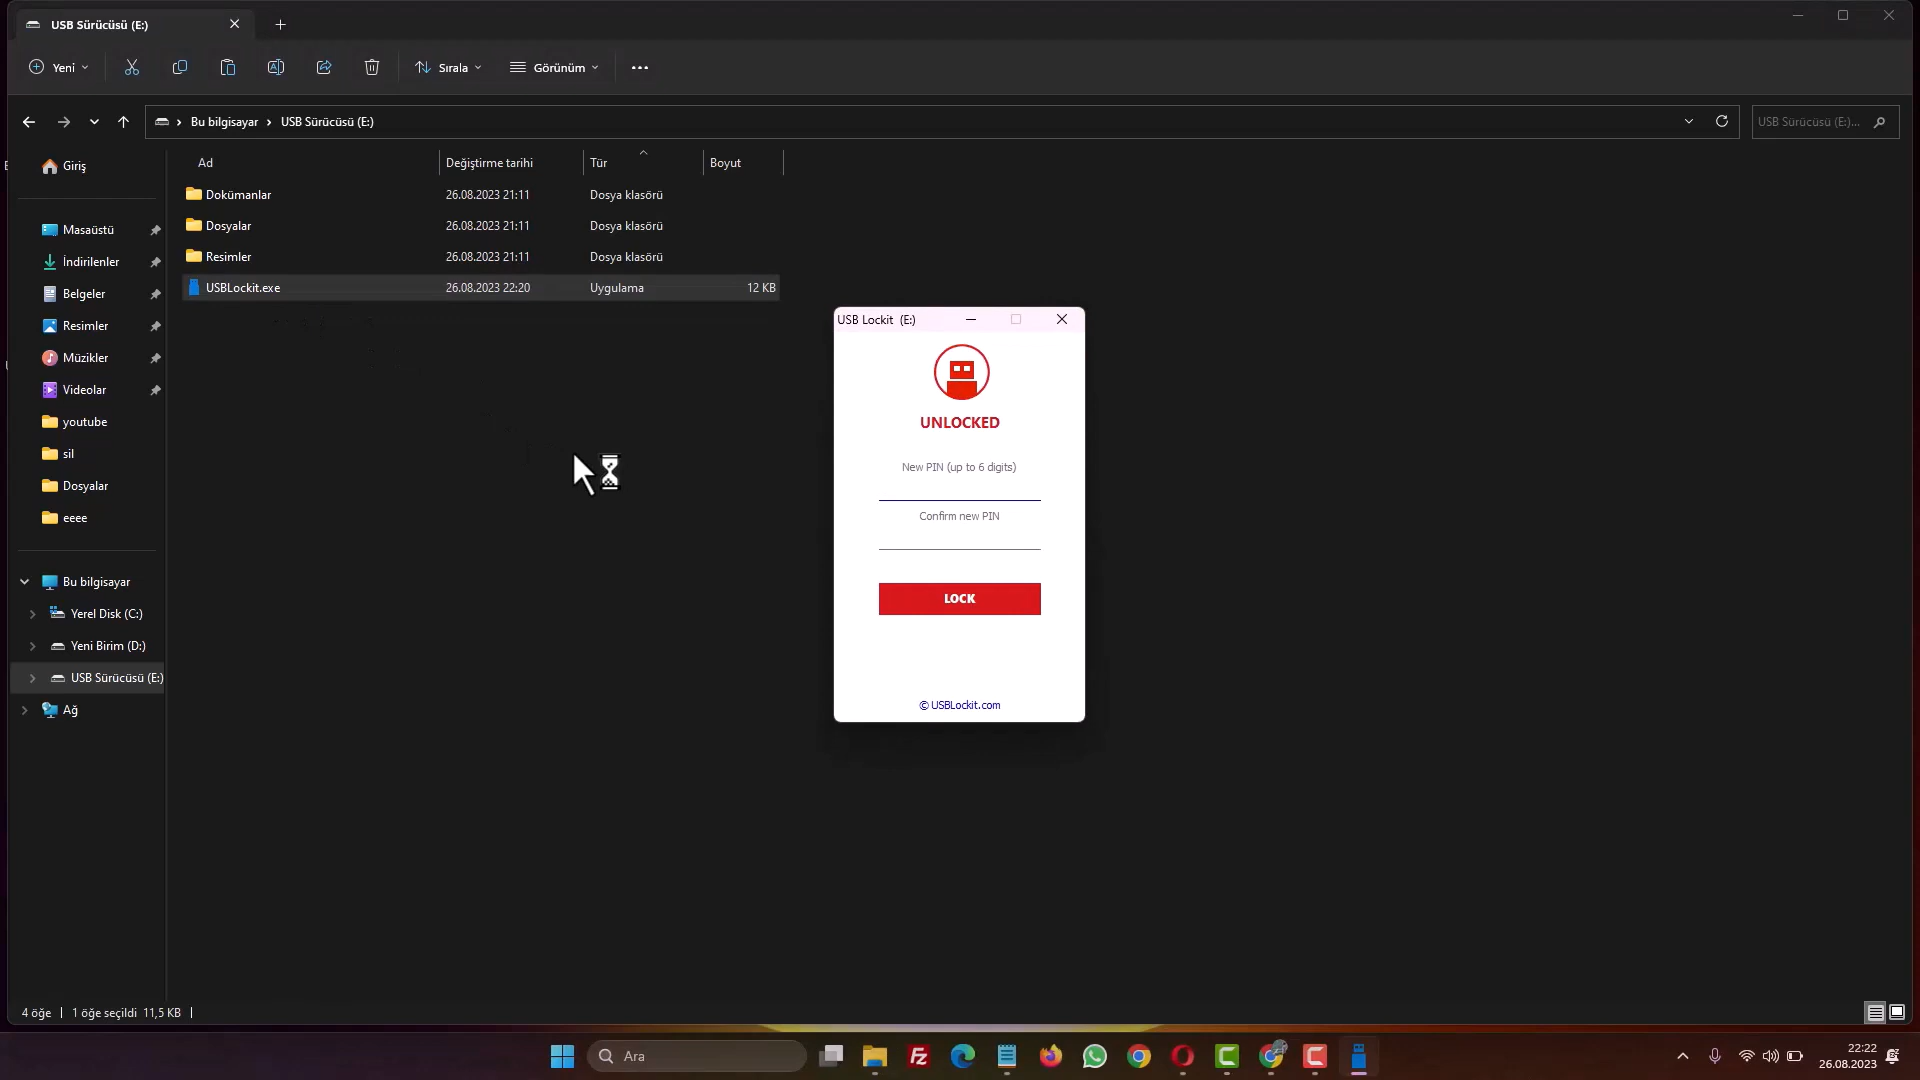 USB Sürücüsü (E:)
Yeni
Sırala
Görünüm
Bu bilgisayar
USB Sürücüsü (E:)
USB Sürücüsü (E:)...
Giriş
Masaüstü
İndirilenler
Belgeler
Resimler
Müzikler
Videolar
youtube
sil
Dosyalar
eeee
Bu bilgisayar
Yerel Disk (C:)
Yeni Birim (D:)
USB Sürücüsü (E:)
Ağ
Ad Değiştirme tarihi Tür Boyut
Dokümanlar 26.08.2023 21:11 Dosya klasörü
Dosyalar 26.08.2023 21:11 Dosya klasörü
Resimler 26.08.2023 21:11 Dosya klasörü
USBLockit.exe 26.08.2023 22:20 Uygulama 12 KB
USB Lockit (E:)
UNLOCKED
New PIN (up to 6 digits)
Confirm new PIN
LOCK
© USBLockit.com
4 öğe 1 öğe seçildi 11,5 KB
Ara
22:22
26.08.2023